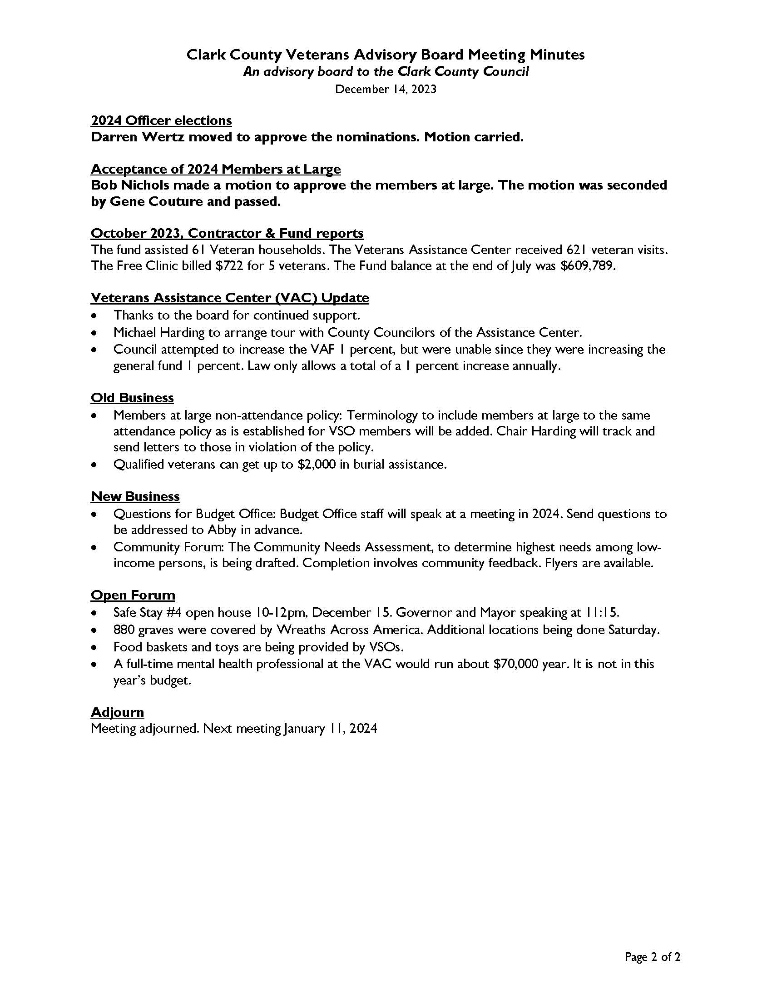 Clark County Veterans Advisory Board Meeting Minutes
An advisory board to the Clark County Council
December 14, 2023
2024 Officer elections
Darren Wertz moved to approve the nominations. Motion carried.
Acceptance of 2024 Members at Large
Bob Nichols made a motion to approve the members at large. The motion was seconded
by Gene Couture and passed.
October 2023, Contractor & Fund reports
The fund assisted 61 Veteran households. The Veterans Assistance Center received 621 veteran visits.
The Free Clinic billed $722 for 5 veterans. The Fund balance at the end of July was $609,789.
Veterans Assistance Center (VAC) Update
• Thanks to the board for continued support.
• Michael Harding to arrange tour with County Councilors of the Assistance Center.
• Council attempted to increase the VAF 1 percent, but were unable since they were increasing the
general fund 1 percent. Law only allows a total of a 1 percent increase annually.
Old Business
• Members at large non-attendance policy: Terminology to include members at large to the same
attendance policy as is established for VSO members will be added. Chair Harding will track and
send letters to those in violation of the policy.
• Qualified veterans can get up to $2,000 in burial assistance.
New Business
• Questions for Budget Office: Budget Office staff will speak at a meeting in 2024. Send questions to
be addressed to Abby in advance.
• Community Forum: The Community Needs Assessment, to determine highest needs among low-
income persons, is being drafted. Completion involves community feedback. Flyers are available.
Open Forum
• Safe Stay #4 open house 10-12pm, December 15. Governor and Mayor speaking at 11:15.
• 880 graves were covered by Wreaths Across America. Additional locations being done Saturday.
• Food baskets and toys are being provided by VSOs.
• A full-time mental health professional at the VAC would run about $70,000 year. It is not in this
year's budget.
Adjourn
Meeting adjourned. Next meeting January 11, 2024
Page 2 of 2